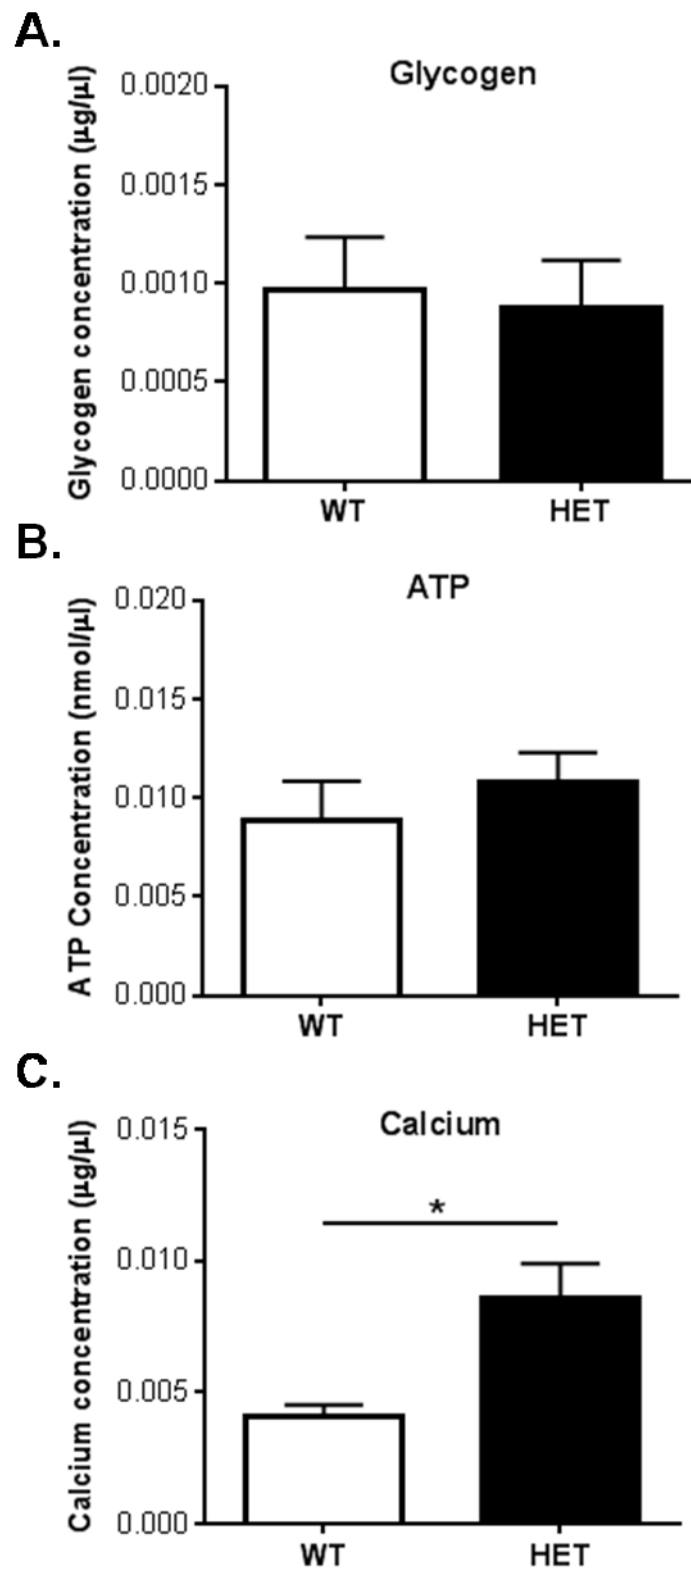 A.
Glycogen
Glycogen concentration (µg/µl)
0.0020
0.0015
0.0010
0.0005
0.0000
WT HET
B.
ATP
ATP Concentration (nmol/µl)
0.020
0.015
0.010
0.005
0.000
WT HET
C.
Calcium
Calcium concentration (µg/µl)
0.015
*
0.010
0.005
0.000
WT HET